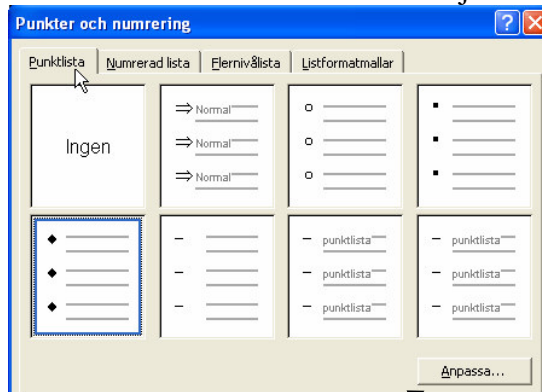 Punkter och numrering
Punktlista Numrerad lista Flernivålista Listformatmallar
Ingen
Normal
Normal
Normal
punktlista
punktlista
punktlista
punktlista
punktlista
punktlista
Anpassa...